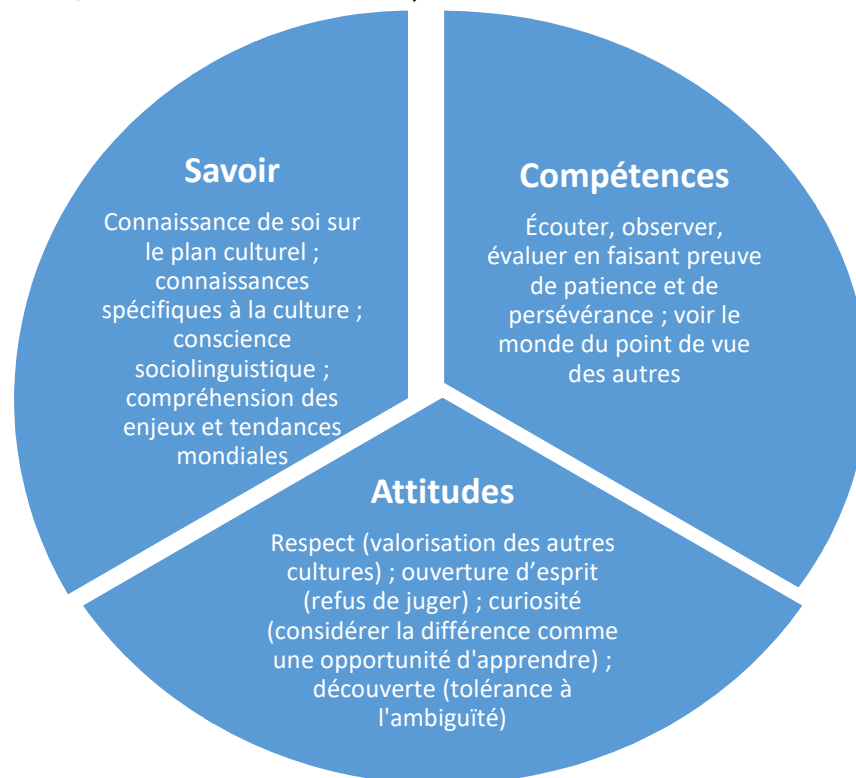 Savoir
Connaissance de soi sur
le plan culturel ;
connaissances
spécifiques à la culture ;
conscience
sociolinguistique ;
compréhension des
enjeux et tendances
mondiales
Compétences
Écouter, observer,
évaluer en faisant preuve
de patience et de
persévérance ; voir le
monde du point de vue
des autres
Attitudes
Respect (valorisation des autres
cultures) ; ouverture d’esprit
(refus de juger) ; curiosité
(considérer la différence comme
une opportunité d'apprendre) ;
découverte (tolérance à
l'ambiguïté)